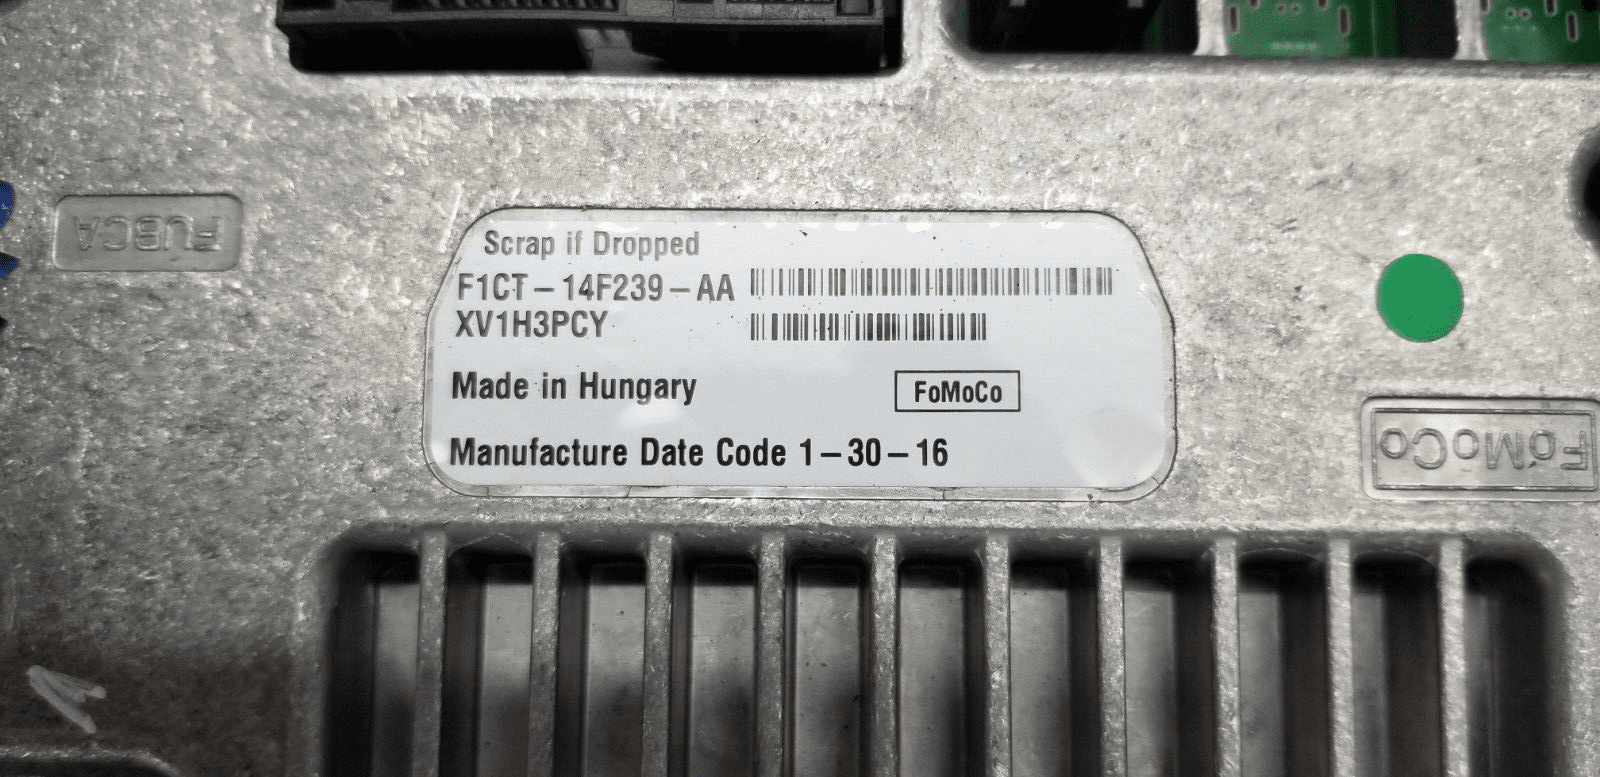 FUBCA
Scrap if Dropped
F1CT-14F239-AA
XV1H3PCY
Made in Hungary
FoMoCo
Manufacture Date Code 1-30-16
FoMoCo